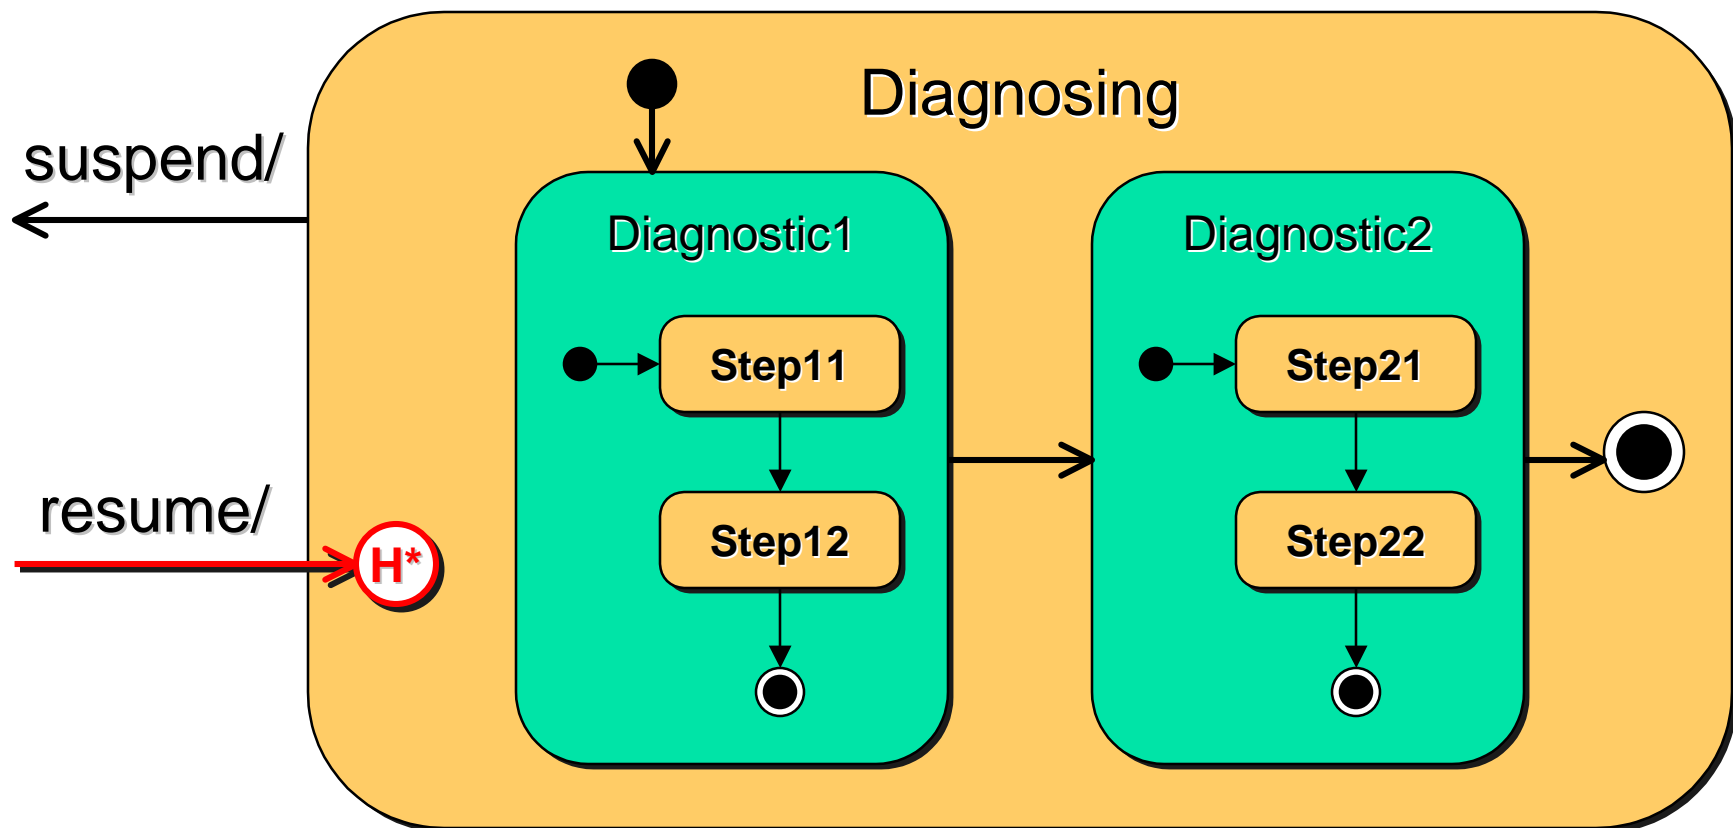 Diagnosing
suspend/
Diagnostic1
Diagnostic2
Step11
Step21
resume/
Step12
Step22
H*